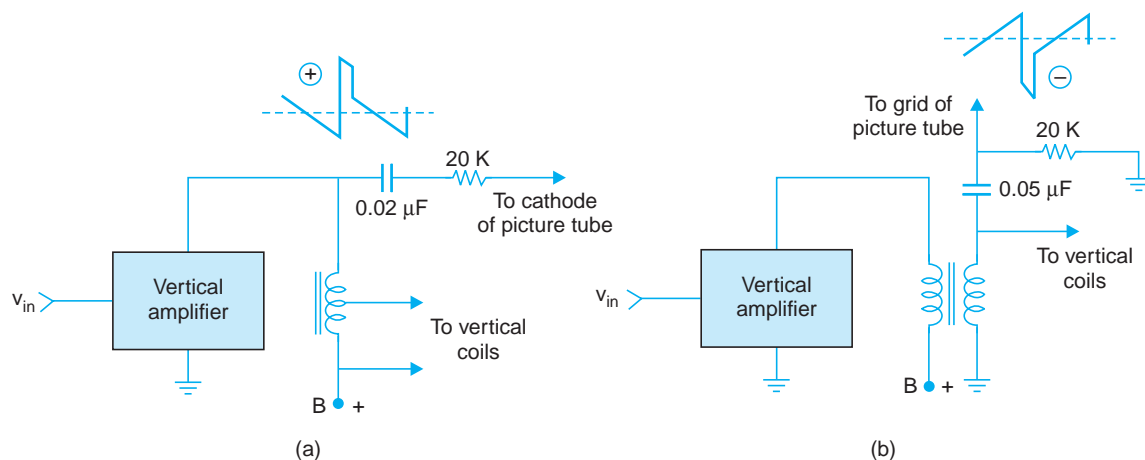 +
20 K
0.02 μF
To cathode
of picture tube
Vertical
amplifier
v_in
To vertical
coils
B +
(a)
−
To grid of
picture tube
20 K
0.05 μF
To vertical
coils
Vertical
amplifier
v_in
B +
(b)